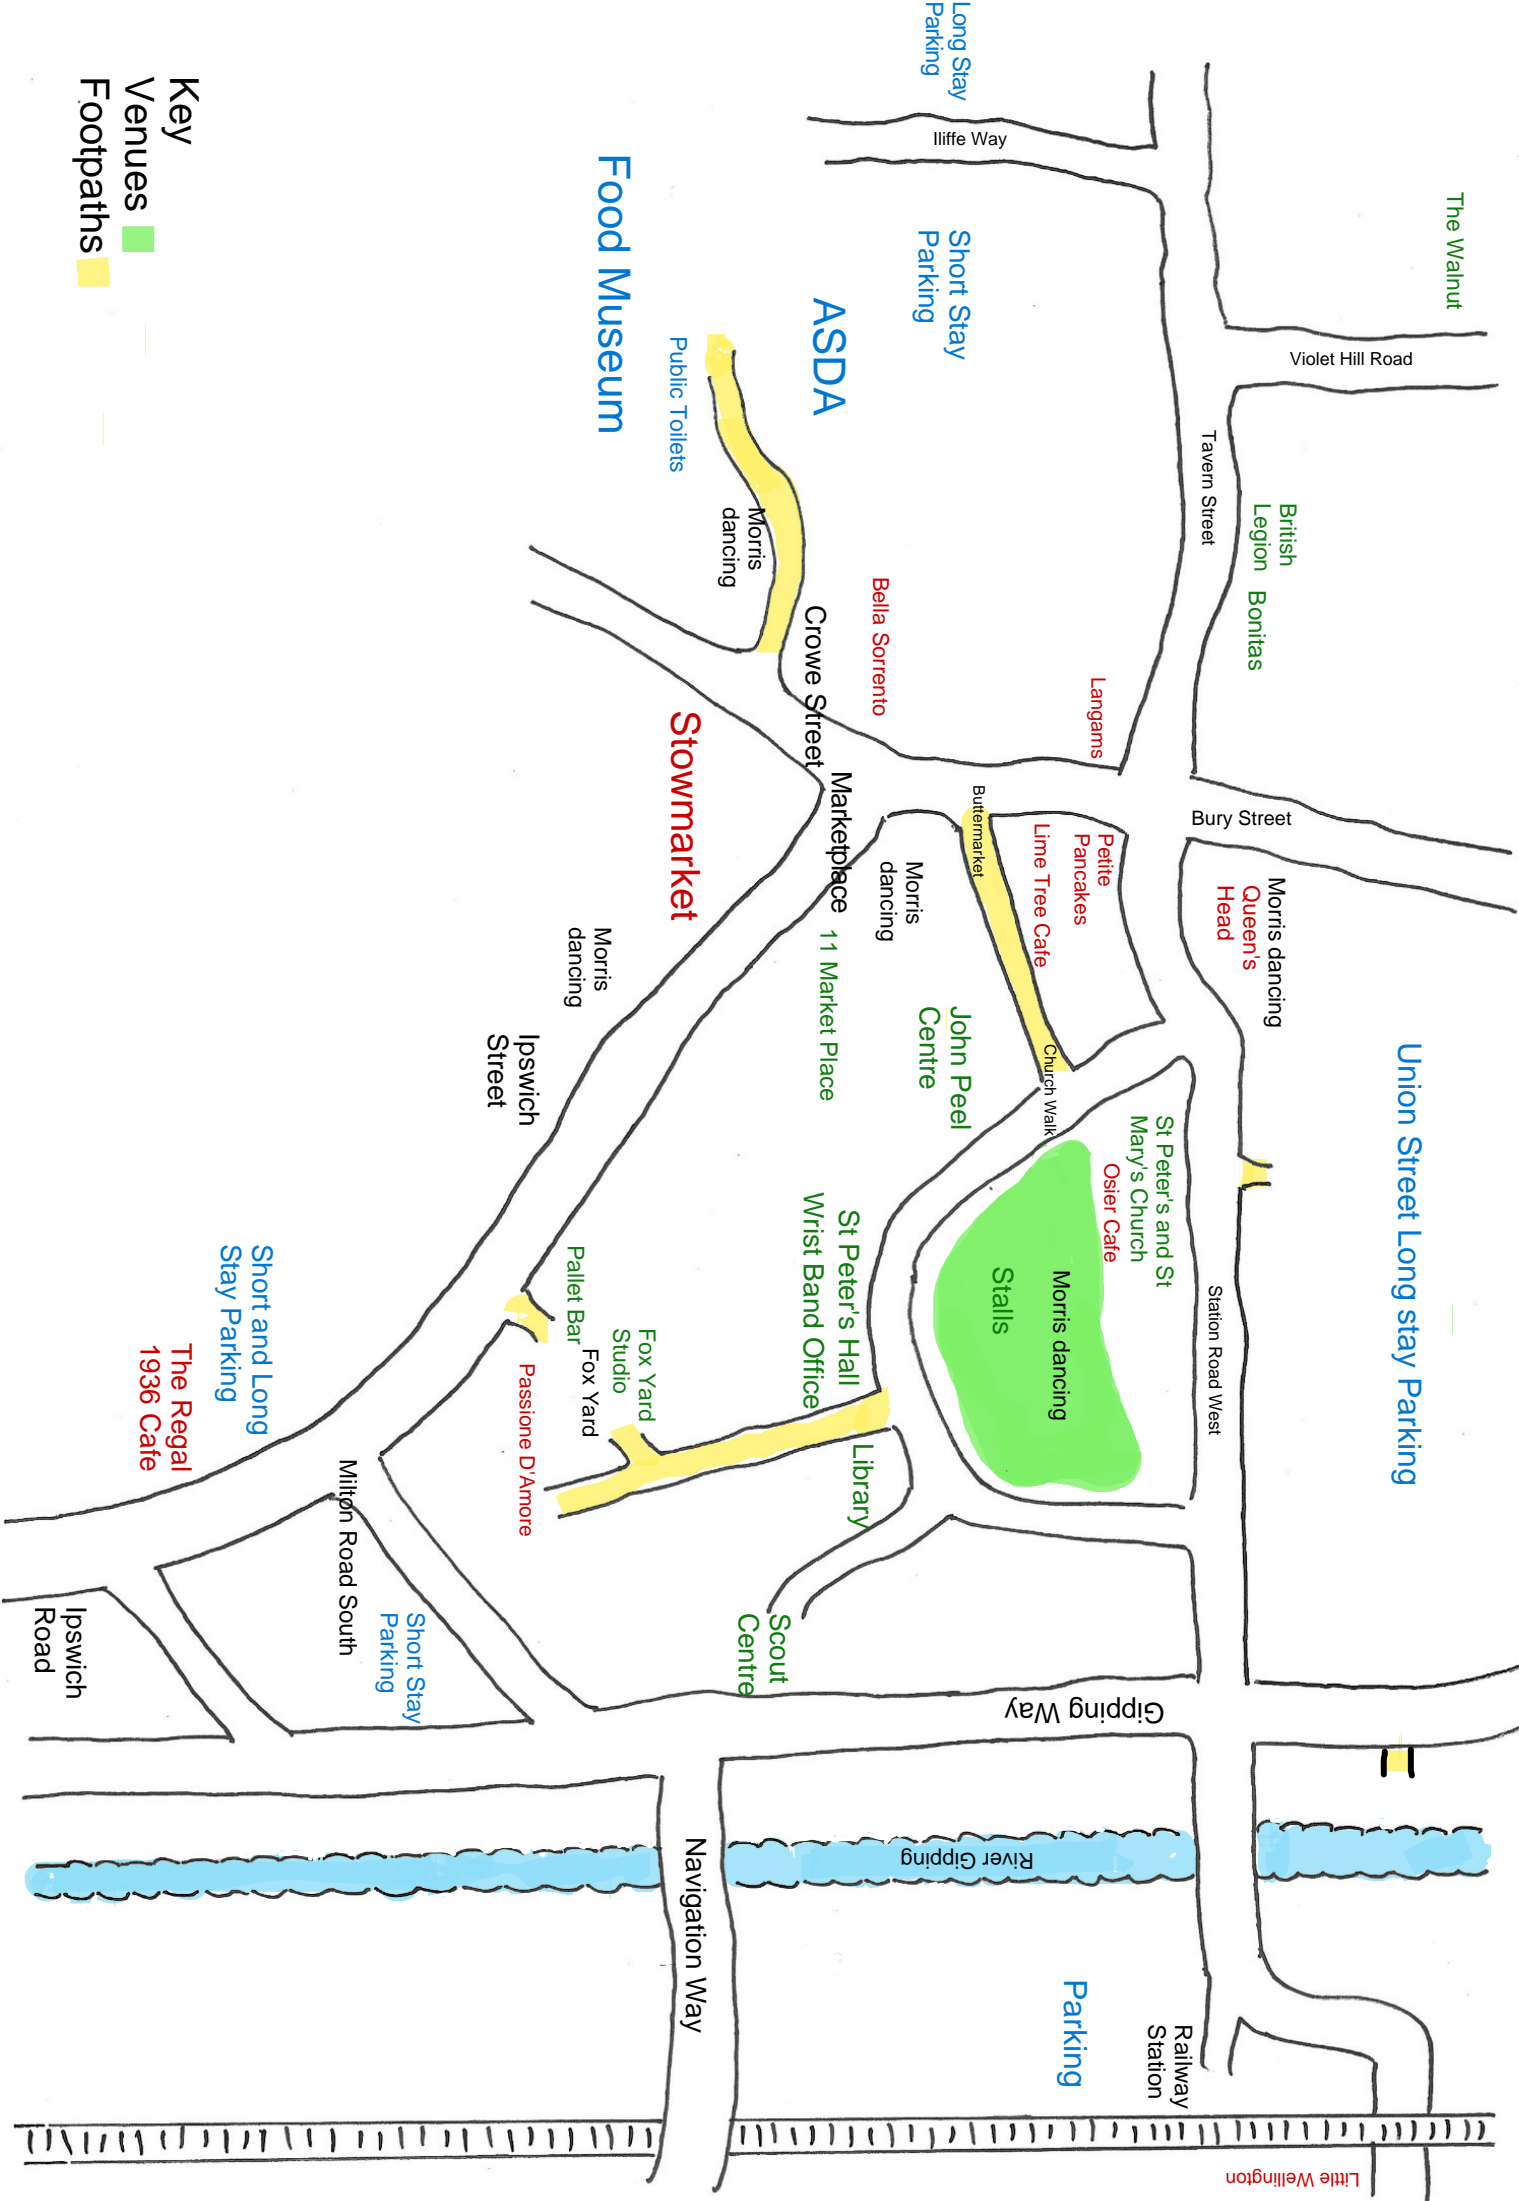 The Walnut
Violet Hill Road
Long Stay
Parking
Iliffe Way
Short Stay
Parking
ASDA
Food Museum
Public Toilets
Key
Venues
Footpaths
Tavern Street
British
Legion
Bonitas
Langams
Bella Sorrento
Crowe Street
Morris
dancing
Bury Street
Morris dancing
Queen's
Head
Petite
Pancakes
Lime Tree Cafe
Buttermarket
Marketplace
Morris
dancing
11 Market Place
John Peel
Centre
Church Walk
Stowmarket
Morris
dancing
Ipswich
Street
Union Street Long stay Parking
Station Road West
St Peter's and St
Mary's Church
Osier Cafe
Morris dancing
Stalls
St Peter's Hall
Wrist Band Office
Library
Fox Yard
Studio
Fox Yard
Pallet Bar
Passione D'Amore
Short and Long
Stay Parking
The Regal
1936 Cafe
Milton Road South
Short Stay
Parking
Ipswich
Road
Scout
Centre
Gipping Way
River Gipping
Navigation Way
Parking
Railway
Station
Little Wellington